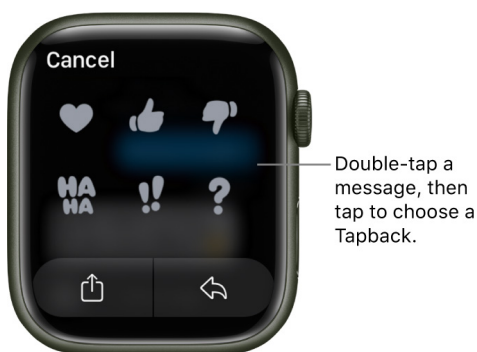 Cancel
HA
HA
!!
?
Double-tap a
message, then
tap to choose a
Tapback.